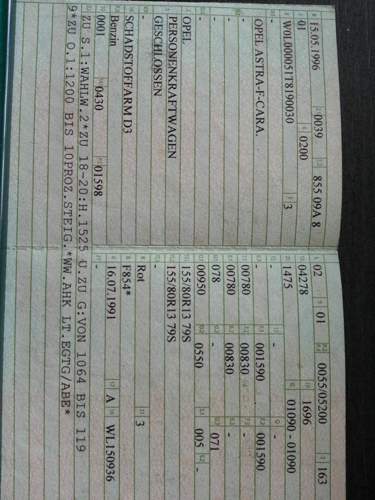 15.05.1996 0039 855 09A 8
01 0200
W0L000051T8190030 3
-
OPEL ASTRA-F-CARA.
-
OPEL
PERSONENKRAFTWAGEN
GESCHLOSSEN
-
SCHADSTOFFARM D3
Benzin
0001 0430 01598
02 01 0055/05200 163
04278 1696
1475 01090 - 01090
- - -
- 001590 001590
00780 00830 -
00780 00830 -
078 - 071
00950 0550 005 -
155/80R13 79S
155/80R13 79S
-
Rot 3
F854*
16.07.1991 A WL150936
-
ZU S.1:WAHLW.2*ZU 18-20:H.1525 U.ZU G:VON 1064 BIS 119
9*ZU O.1:1200 BIS 10PROZ.STEIG.*WW.AHK LT.EGTG/ABE*